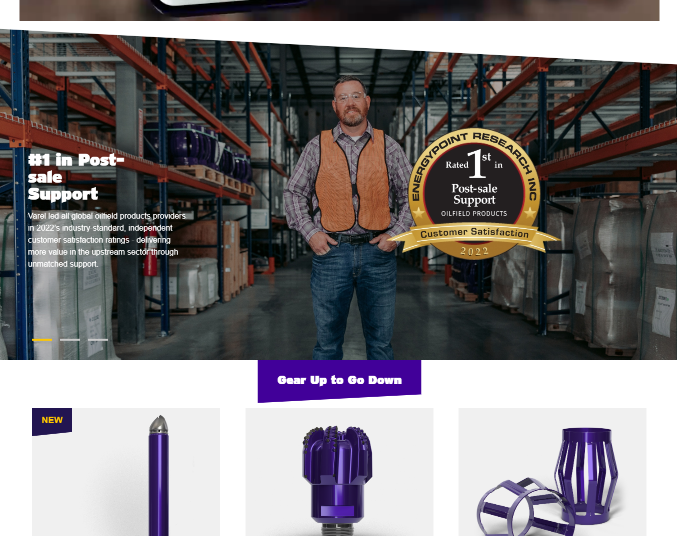 #1 in Post-
sale
Support
Varel led all global oilfield products providers
in 2022's industry-standard, independent
customer satisfaction ratings - delivering
more value in the upstream sector through
unmatched support.
ENERGYPOINT RESEARCH INC
Rated 1st in
Post-sale
Support
OILFIELD PRODUCTS
Customer Satisfaction
2022
Gear Up to Go Down
NEW